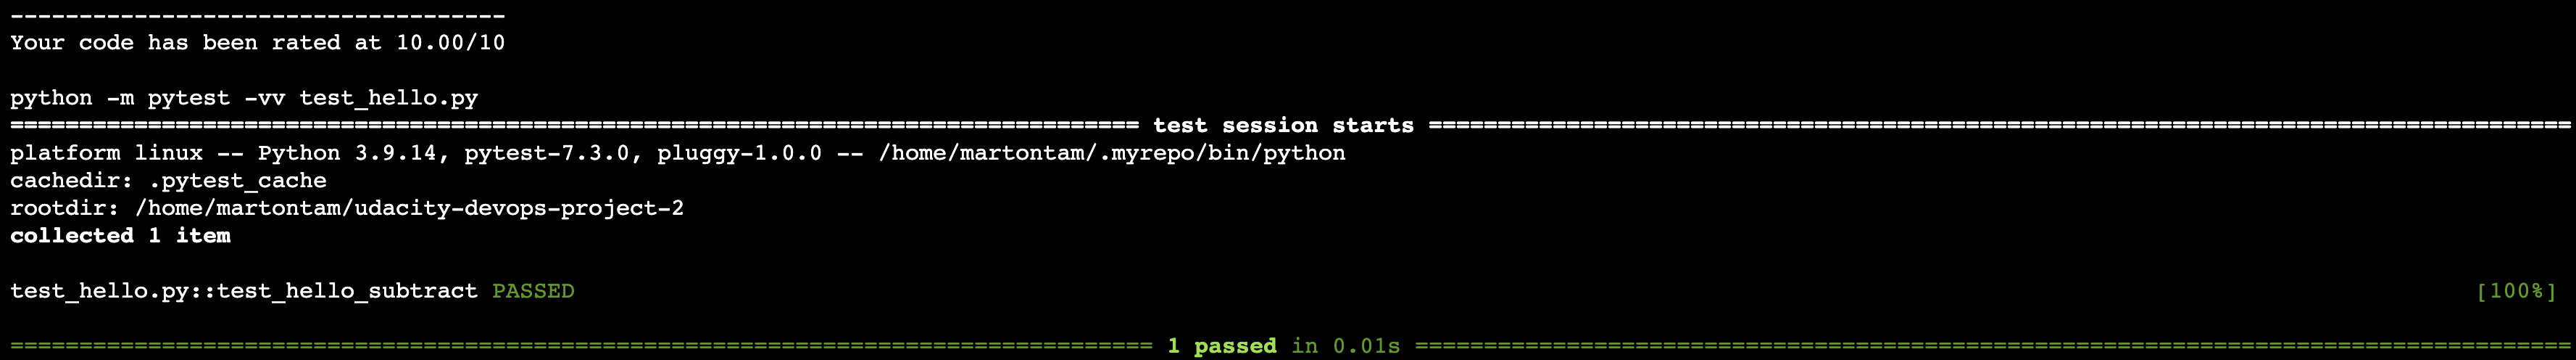 ------------------------------------
Your code has been rated at 10.00/10
python -m pytest -vv test_hello.py
================================================================================== test session starts ===================================================================================
platform linux -- Python 3.9.14, pytest-7.3.0, pluggy-1.0.0 -- /home/martontam/.myrepo/bin/python
cachedir: .pytest_cache
rootdir: /home/martontam/udacity-devops-project-2
collected 1 item
test_hello.py::test_hello_subtract PASSED [100%]
=================================================================================== 1 passed in 0.01s ====================================================================================